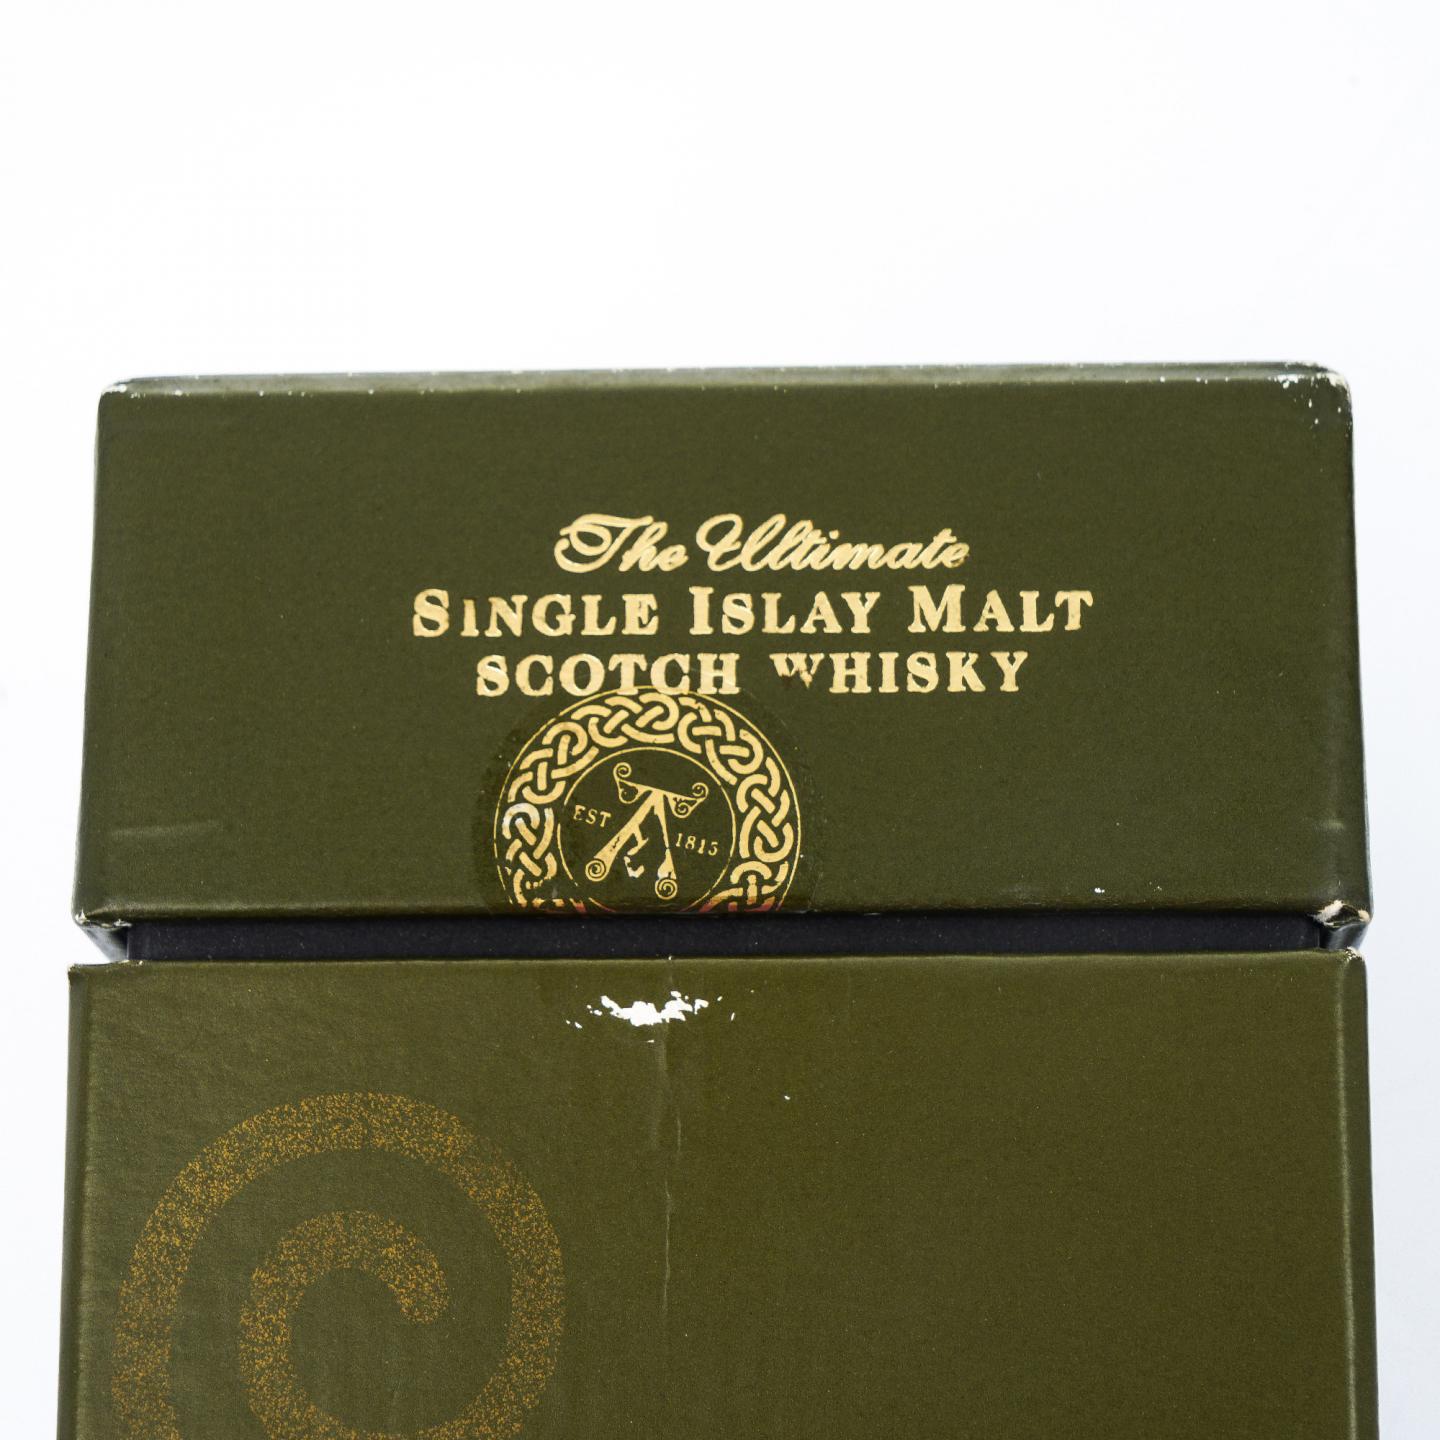 The Ultimate
SINGLE ISLAY MALT
SCOTCH WHISKY
EST 1815
A